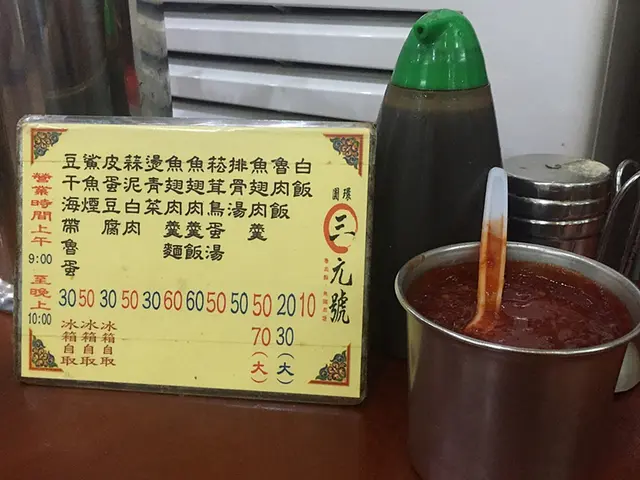 圓環
三元號
白飯 10
魯肉飯 20 30(大)
魚翅肉羹 50 70(大)
排骨湯 50
菘茸鳥蛋湯 50
魚翅肉羹飯 60
魚翅肉羹麵 60
燙青菜 30
蒜泥白肉 50
皮蛋豆腐 30 冰箱自取
鯊魚煙 50 冰箱自取
豆干海帶魯蛋 30 冰箱自取
營業時間上午9:00至晚上10:00